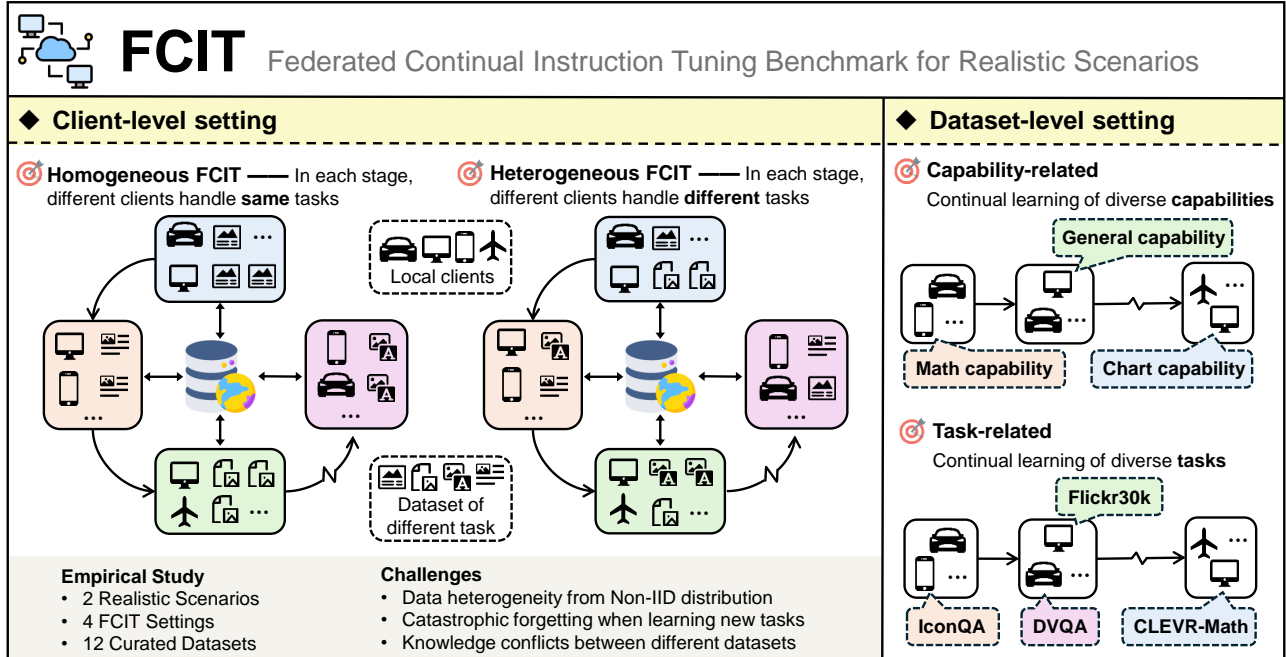 FCIT Federated Continual Instruction Tuning Benchmark for Realistic Scenarios
◆ Client-level setting
Homogeneous FCIT —— In each stage,
different clients handle same tasks
Heterogeneous FCIT —— In each stage,
different clients handle different tasks
...
Local clients
...
...
...
...
...
...
...
Dataset of
different task
Empirical Study
• 2 Realistic Scenarios
• 4 FCIT Settings
• 12 Curated Datasets
Challenges
• Data heterogeneity from Non-IID distribution
• Catastrophic forgetting when learning new tasks
• Knowledge conflicts between different datasets
◆ Dataset-level setting
Capability-related
Continual learning of diverse capabilities
General capability
...
...
...
Math capability
Chart capability
Task-related
Continual learning of diverse tasks
Flickr30k
...
...
...
IconQA
DVQA
CLEVR-Math